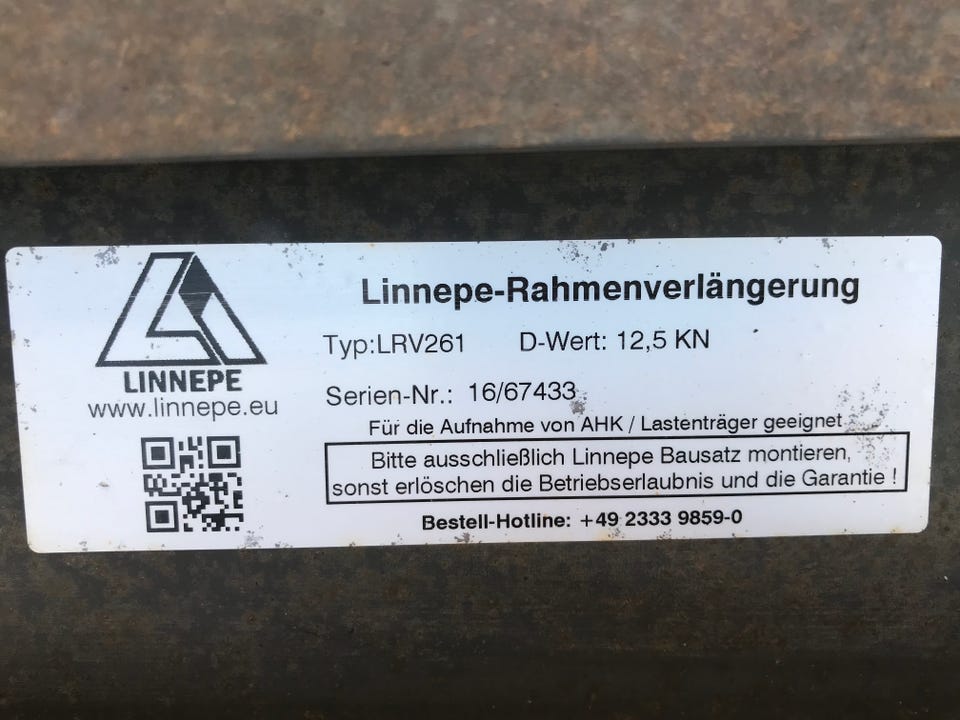 Linnepe-Rahmenverlängerung
LINNEPE
www.linnepe.eu
Typ:LRV261 D-Wert: 12,5 KN
Serien-Nr.: 16/67433
Für die Aufnahme von AHK / Lastenträger geeignet
Bitte ausschließlich Linnepe Bausatz montieren,
sonst erlöschen die Betriebserlaubnis und die Garantie !
Bestell-Hotline: +49 2333 9859-0